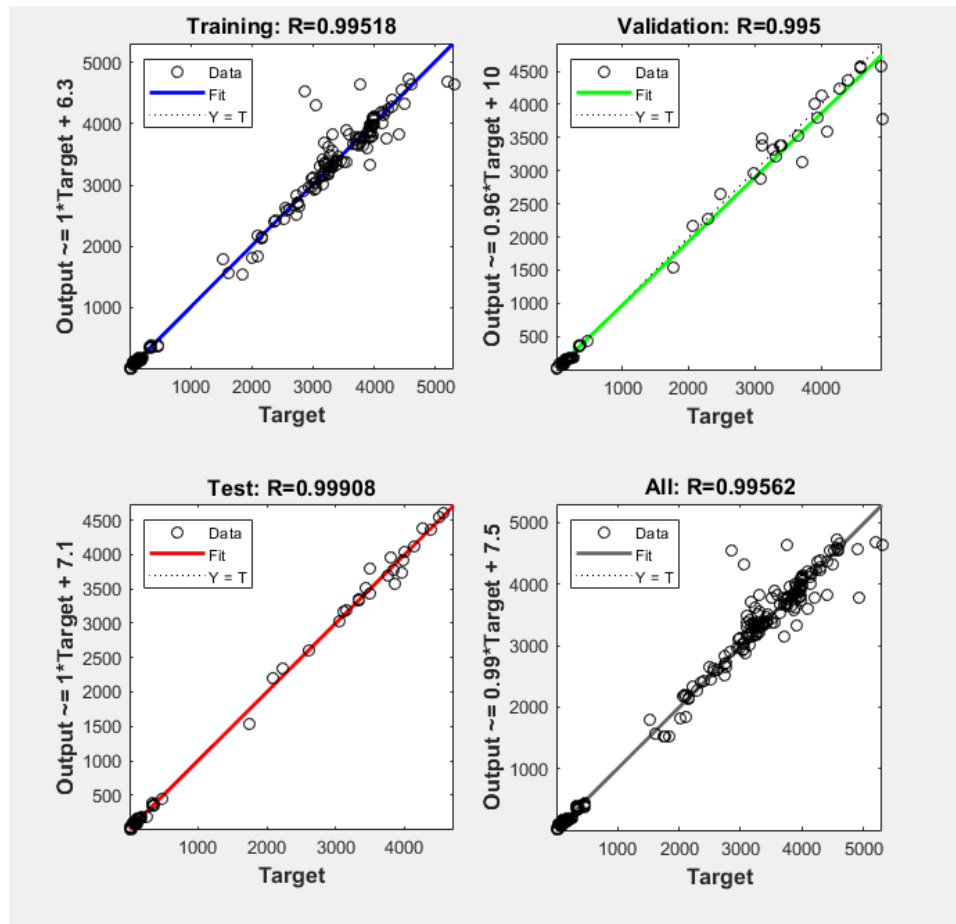 Training: R=0.99518
Output ~= 1*Target + 6.3
5000
4000
3000
2000
1000
Data
Fit
Y = T
1000 2000 3000 4000 5000
Target
Validation: R=0.995
Output ~= 0.96*Target + 10
4500
4000
3500
3000
2500
2000
1500
1000
500
Data
Fit
Y = T
1000 2000 3000 4000
Target
Test: R=0.99908
Output ~= 1*Target + 7.1
4500
4000
3500
3000
2500
2000
1500
1000
500
Data
Fit
Y = T
1000 2000 3000 4000
Target
All: R=0.99562
Output ~= 0.99*Target + 7.5
5000
4000
3000
2000
1000
Data
Fit
Y = T
1000 2000 3000 4000 5000
Target